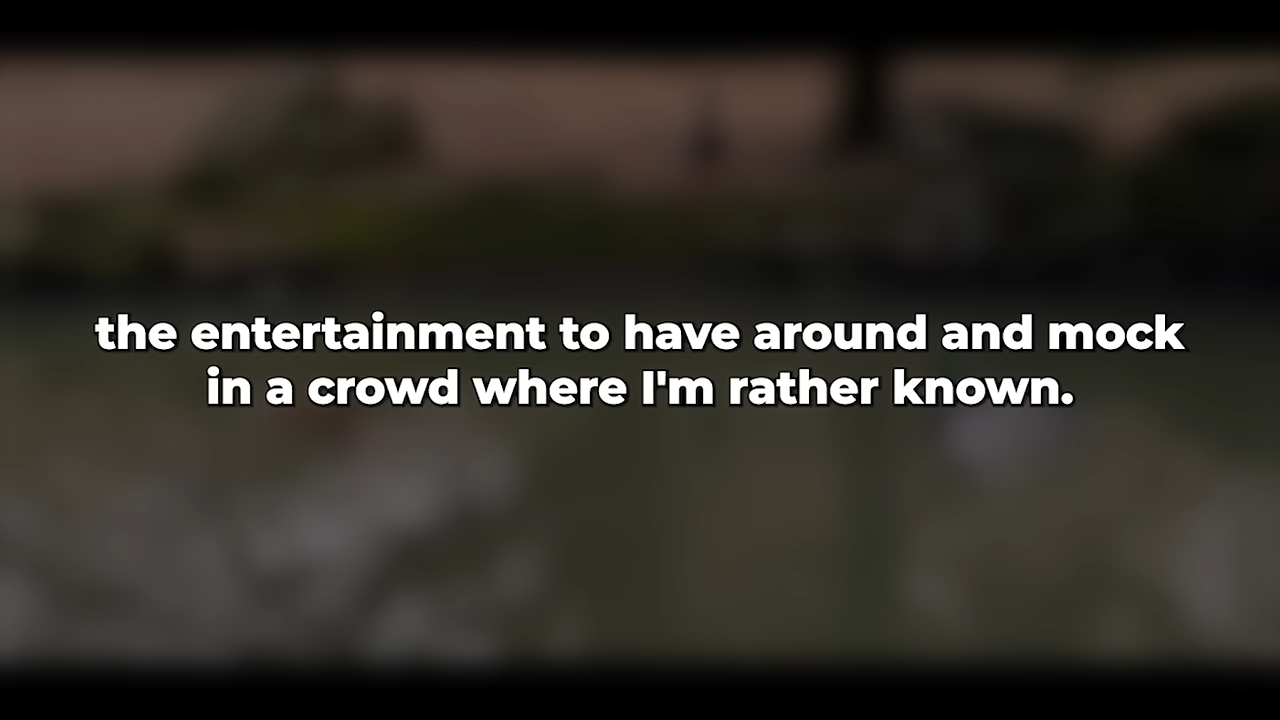 the entertainment to have around and mock
in a crowd where I'm rather known.